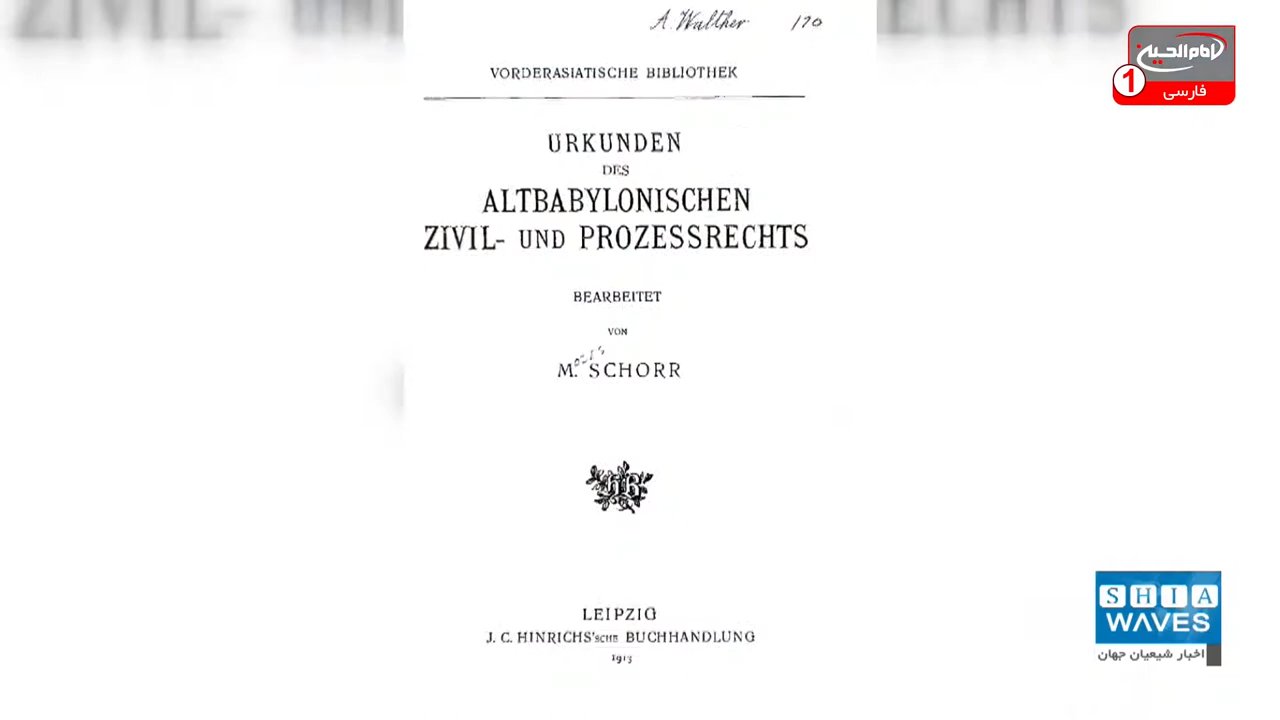 A. Walther 170
VORDERASIATISCHE BIBLIOTHEK
URKUNDEN
DES
ALTBABYLONISCHEN
ZIVIL- UND PROZESSRECHTS
BEARBEITET
VON
M. SCHORR
LEIPZIG
J. C. HINRICHS'sche BUCHHANDLUNG
1913
امام الحسین
1
فارسی
SHIA
WAVES
اخبار شیعیان جهان